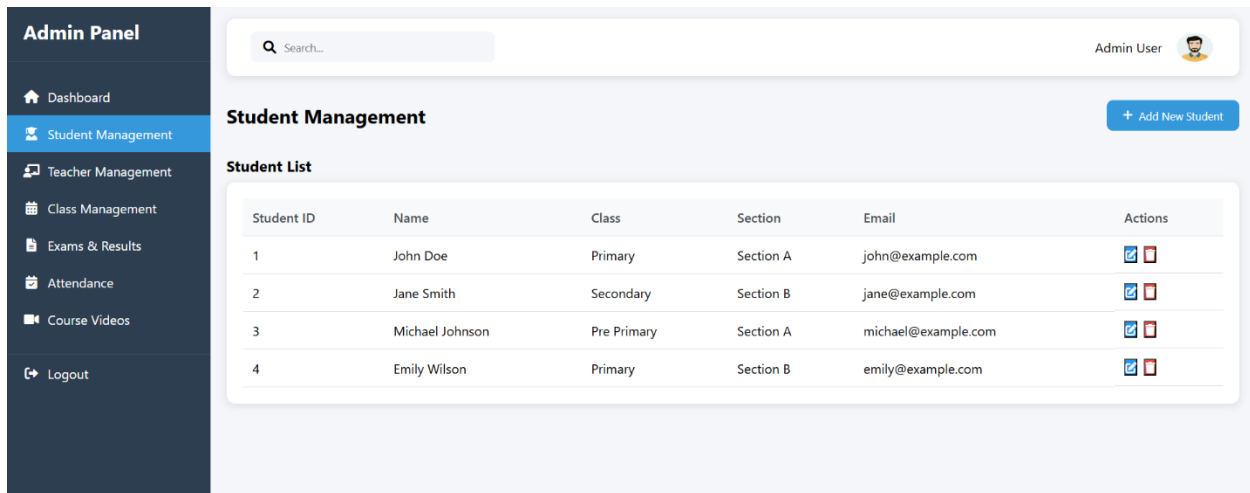 Admin Panel
Dashboard
Student Management
Teacher Management
Class Management
Exams & Results
Attendance
Course Videos
Logout
Search...
Admin User
Student Management
+ Add New Student
Student List
Student ID Name Class Section Email Actions
1 John Doe Primary Section A john@example.com
2 Jane Smith Secondary Section B jane@example.com
3 Michael Johnson Pre Primary Section A michael@example.com
4 Emily Wilson Primary Section B emily@example.com